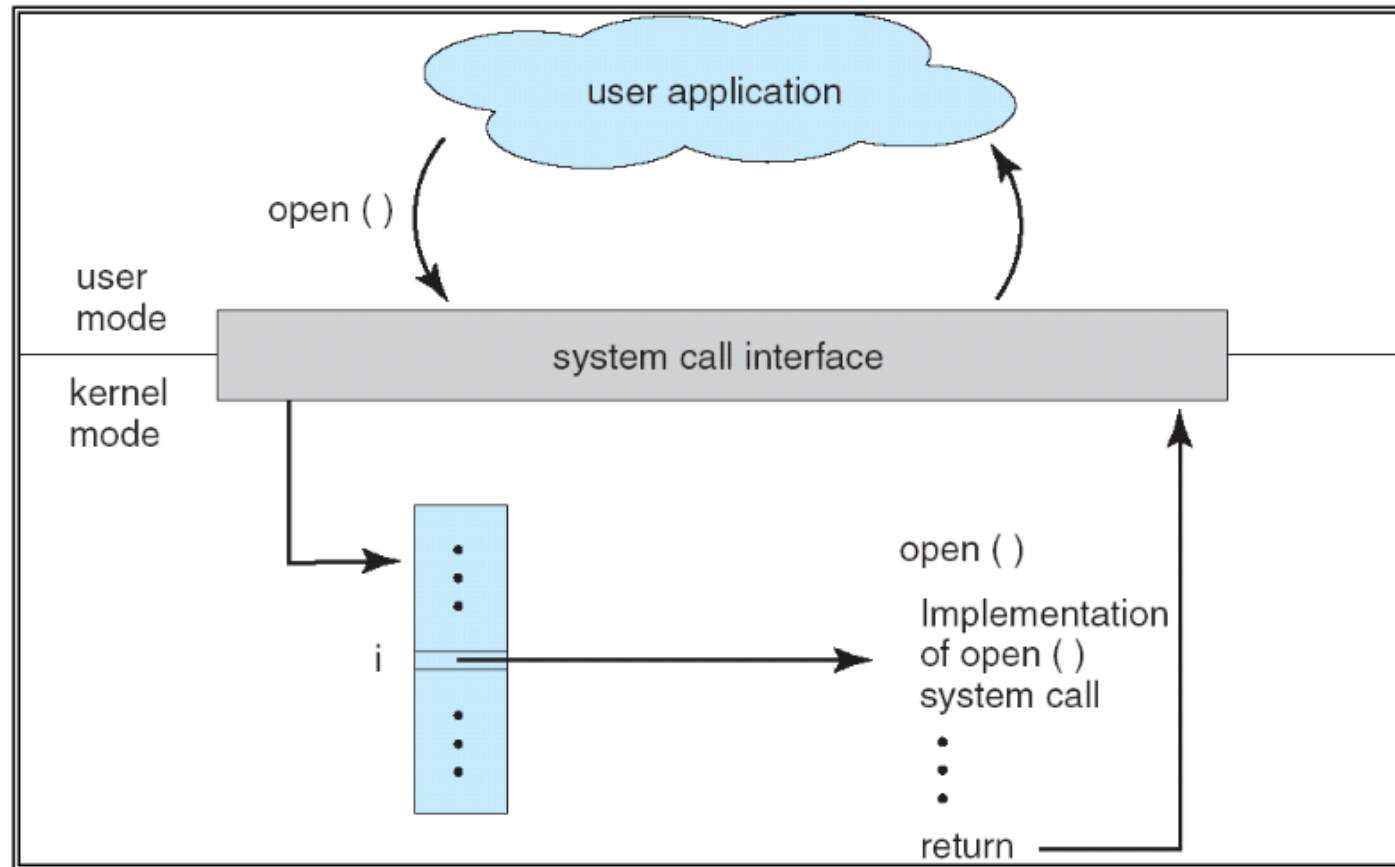 user application
open ( )
user
mode
system call interface
kernel
mode
open ( )
Implementation
of open ( )
system call
i
return